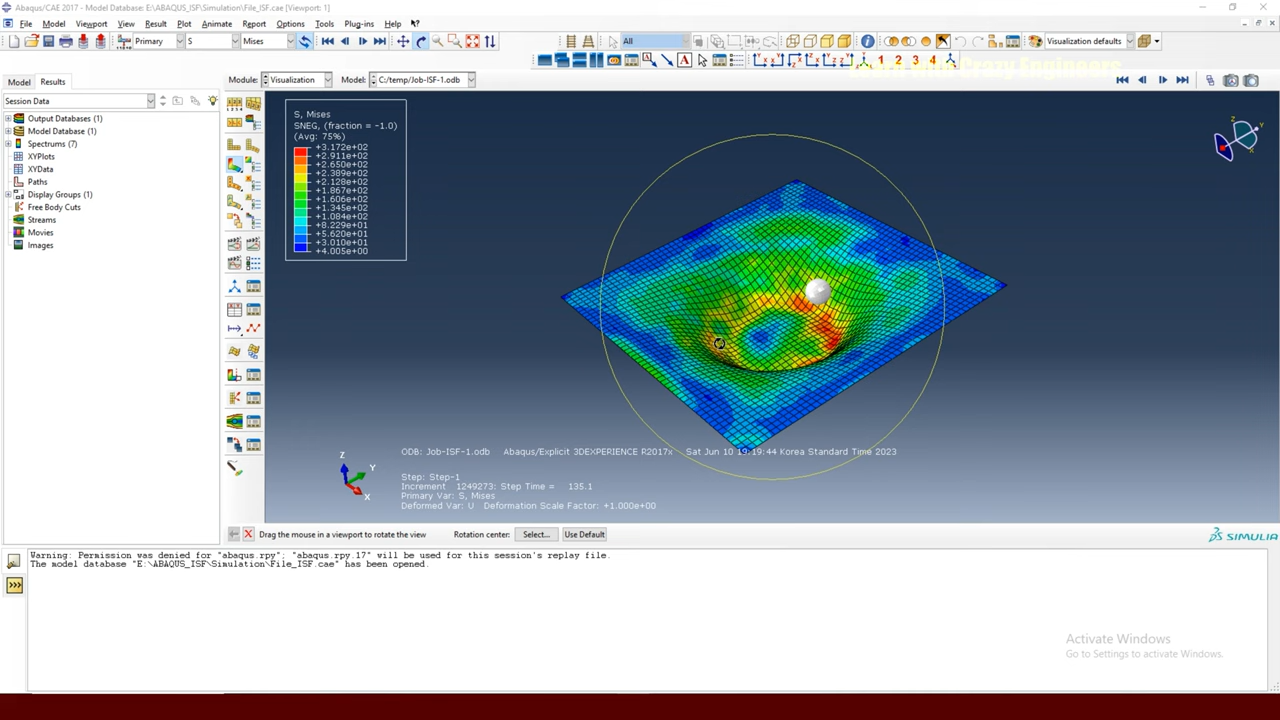 Abaqus/CAE 2017 - Model Database: E:\ABAQUS_ISF\Simulation\File_ISF.cae [Viewport: 1]
File Model Viewport View Result Plot Animate Report Options Tools Plug-ins Help
Primary S Mises All Visualization defaults
A 1 2 3 4
Learn with Crazy Engineers
Model Results Module: Visualization Model: C:/temp/Job-ISF-1.odb
Session Data
Output Databases (1)
Model Database (1)
Spectrums (7)
XYPlots
XYData
Paths
Display Groups (1)
Free Body Cuts
Streams
Movies
Images
S, Mises
SNEG, (fraction = -1.0)
(Avg: 75%)
+3.172e+02
+2.911e+02
+2.650e+02
+2.389e+02
+2.128e+02
+1.867e+02
+1.606e+02
+1.345e+02
+1.084e+02
+8.229e+01
+5.620e+01
+3.010e+01
+4.005e+00
Z
Y
X
Z
Y
X
ODB: Job-ISF-1.odb Abaqus/Explicit 3DEXPERIENCE R2017x Sat Jun 10 19:19:44 Korea Standard Time 2023
Step: Step-1
Increment 1249273: Step Time = 135.1
Primary Var: S, Mises
Deformed Var: U Deformation Scale Factor: +1.000e+00
Drag the mouse in a viewport to rotate the view Rotation center: Select... Use Default
SIMULIA
Warning: Permission was denied for "abaqus.rpy"; "abaqus.rpy.17" will be used for this session's replay file.
The model database "E:\ABAQUS_ISF\Simulation\File_ISF.cae" has been opened.
Activate Windows
Go to Settings to activate Windows.